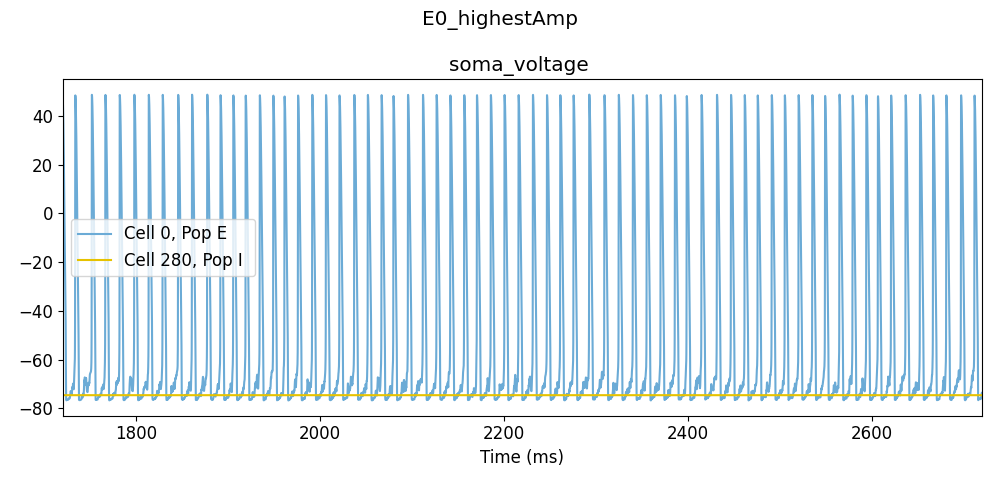 E0_highestAmp
soma_voltage
40
20
0
−20
−40
−60
−80
Cell 0, Pop E
Cell 280, Pop I
1800 2000 2200 2400 2600
Time (ms)